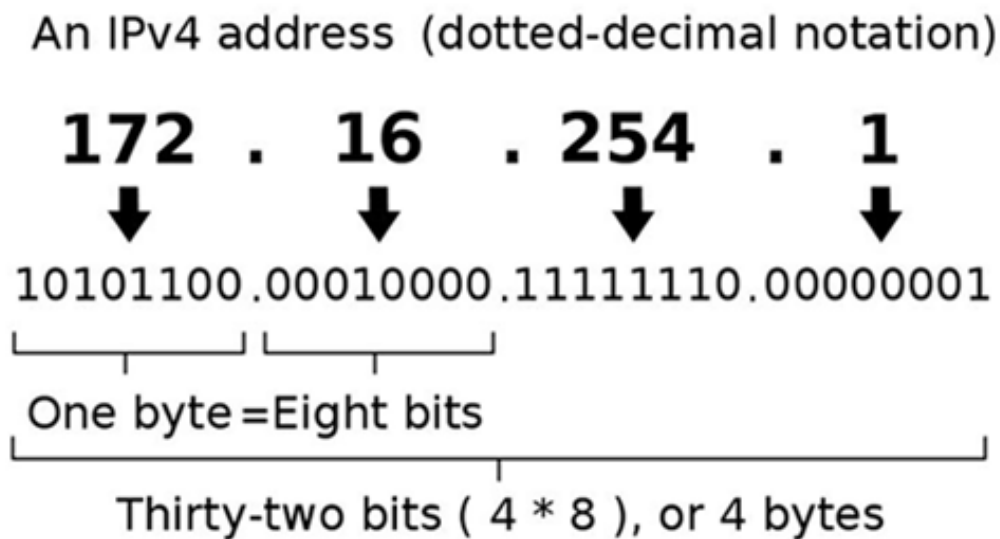 An IPv4 address (dotted-decimal notation)
172 . 16 . 254 . 1
10101100.00010000.11111110.00000001
One byte=Eight bits
Thirty-two bits ( 4 * 8 ), or 4 bytes